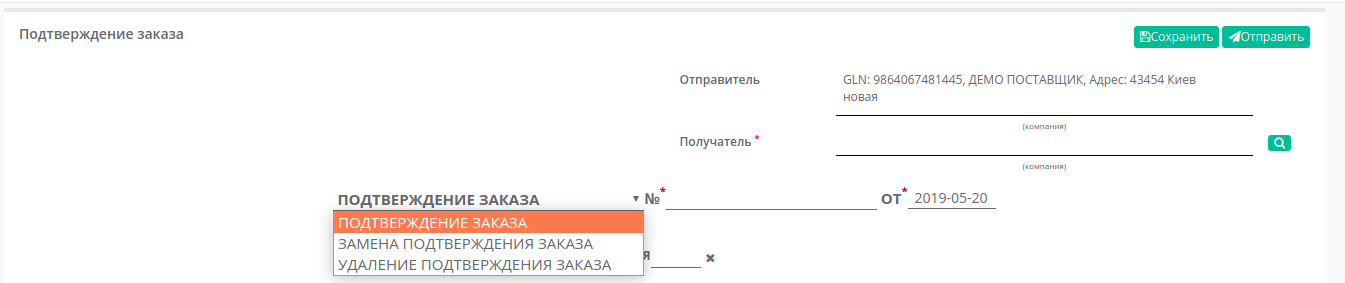 Подтверждение заказа
Сохранить Отправить
Отправитель GLN: 9864067481445, ДЕМО ПОСТАВЩИК, Адрес: 43454 Киев
новая
(компания)
Получатель *
(компания)
ПОДТВЕРЖДЕНИЕ ЗАКАЗА ▼ №* ОТ* 2019-05-20
ПОДТВЕРЖДЕНИЕ ЗАКАЗА
ЗАМЕНА ПОДТВЕРЖДЕНИЯ ЗАКАЗА
УДАЛЕНИЕ ПОДТВЕРЖДЕНИЯ ЗАКАЗА